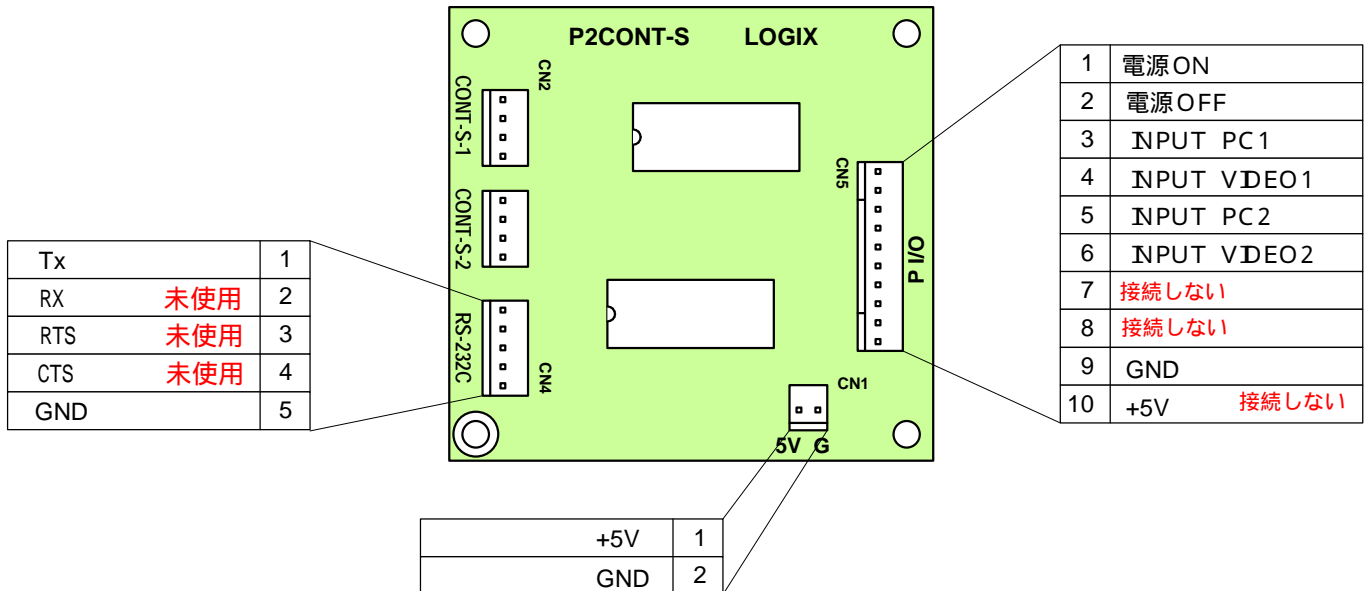 P2CONT-S LOGIX
CN2
CONT-S-1
CONT-S-2
RS-232C
CN4
CN5
P I/O
CN1
5V G
Tx 1
RX 未使用 2
RTS 未使用 3
CTS 未使用 4
GND 5
1 電源ON
2 電源OFF
3 INPUT PC1
4 INPUT VIDEO1
5 INPUT PC2
6 INPUT VIDEO2
7 接続しない
8 接続しない
9 GND
10 +5V 接続しない
+5V 1
GND 2